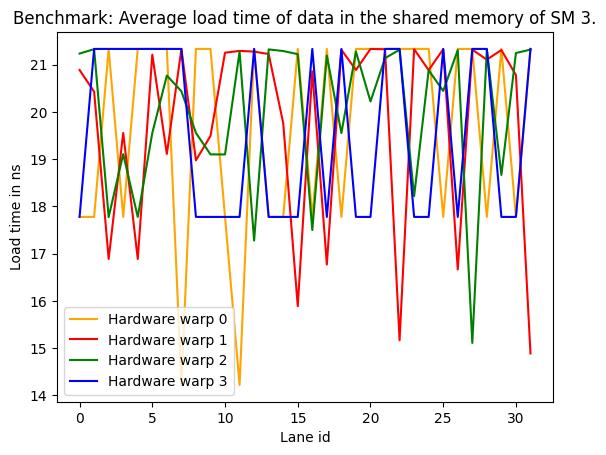 Benchmark: Average load time of data in the shared memory of SM 3.
Load time in ns
21
20
19
18
17
16
15
14
Hardware warp 0
Hardware warp 1
Hardware warp 2
Hardware warp 3
0 5 10 15 20 25 30
Lane id